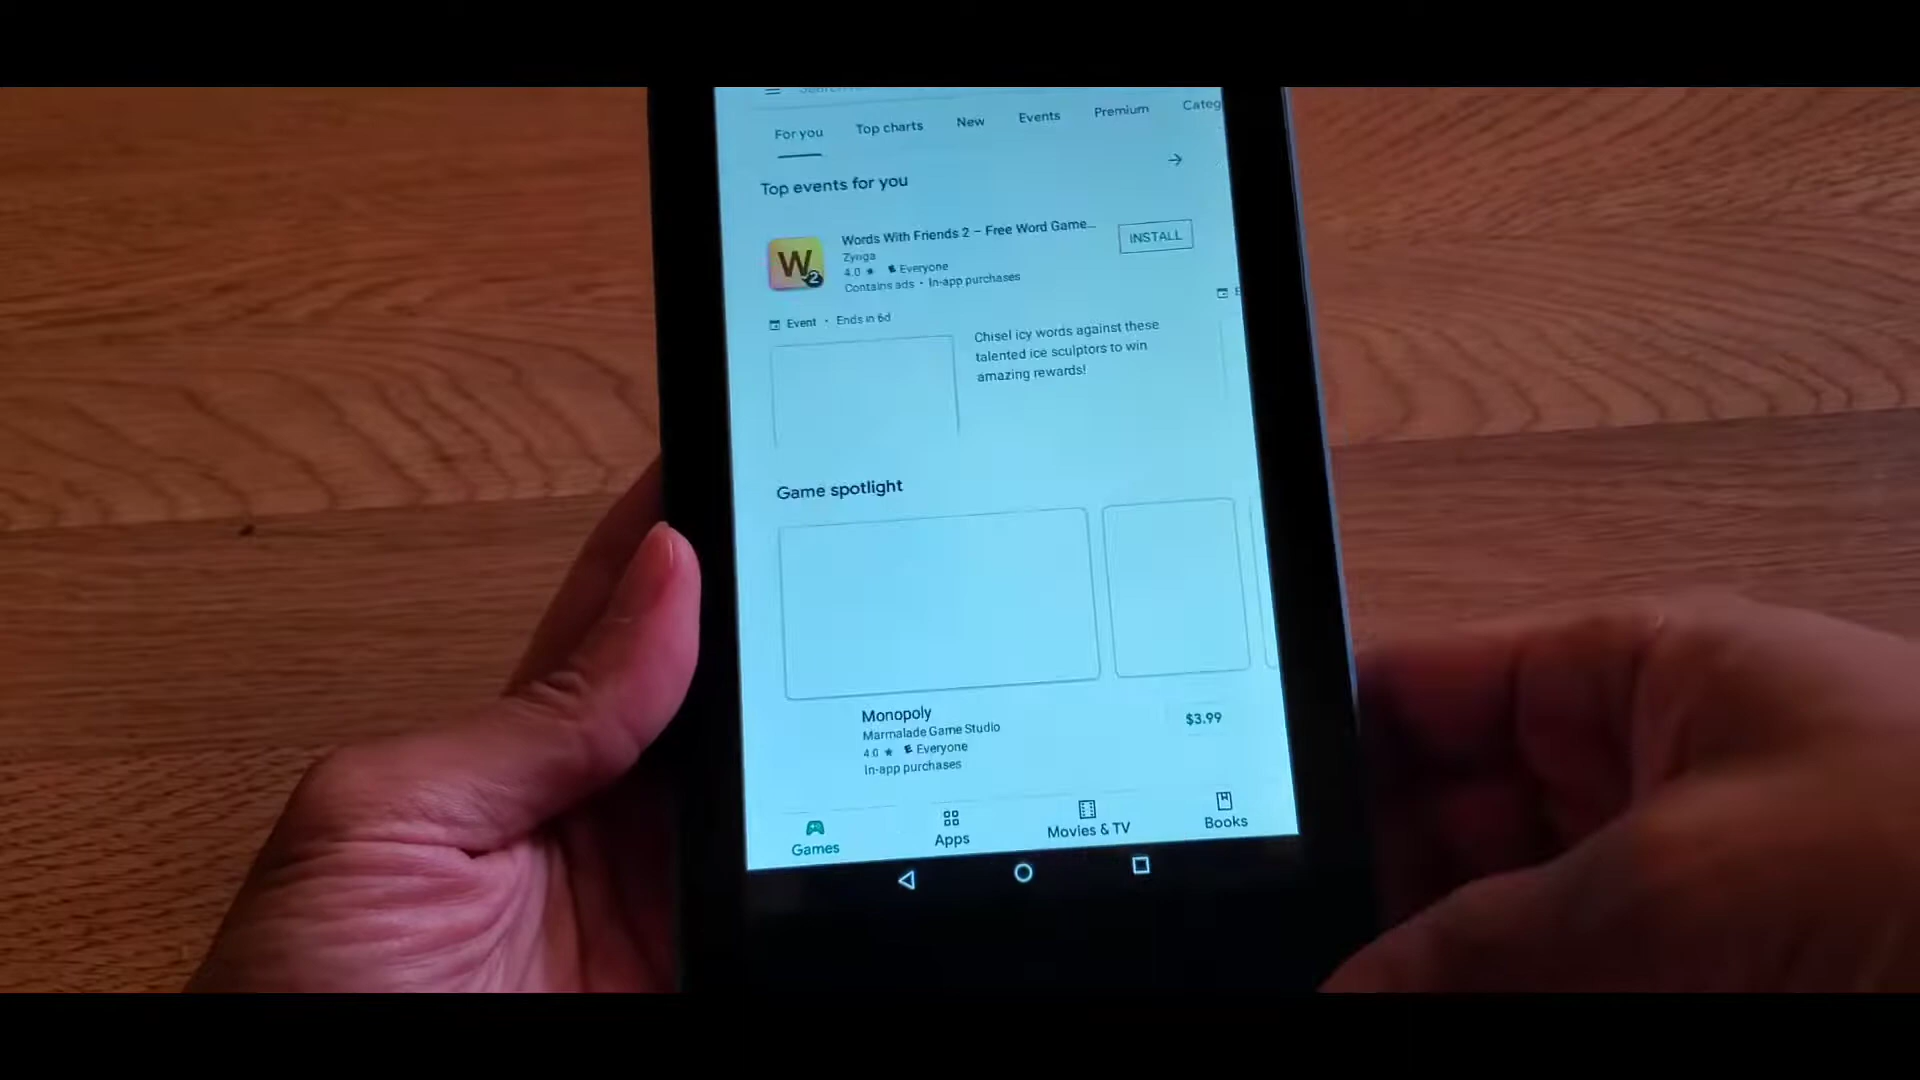 For you Top charts New Events Premium Categ
Top events for you
Words With Friends 2 – Free Word Game...
Zynga
INSTALL
4.0 ★ E Everyone
Contains ads • In-app purchases
Event • Ends in 6d
Chisel icy words against these
talented ice sculptors to win
amazing rewards!
W2
Game spotlight
Monopoly
Marmalade Game Studio
$3.99
4.0 ★ E Everyone
In-app purchases
Games Apps Movies & TV Books